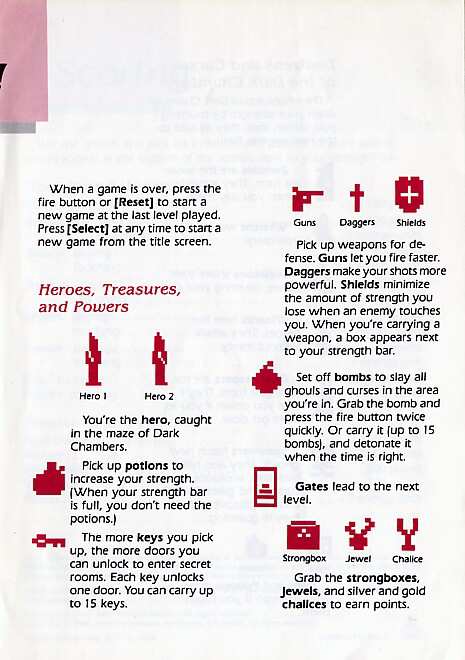 When a game is over, press the
fire button or [Reset] to start a
new game at the last level played.
Press [Select] at any time to start a
new game from the title screen.
Heroes, Treasures,
and Powers
Hero 1 Hero 2
You're the hero, caught
in the maze of Dark
Chambers.
Pick up potions to
increase your strength.
(When your strength bar
is full, you don't need the
potions.)
The more keys you pick
up, the more doors you
can unlock to enter secret
rooms. Each key unlocks
one door. You can carry up
to 15 keys.
Guns Daggers Shields
Pick up weapons for de-
fense. Guns let you fire faster.
Daggers make your shots more
powerful. Shields minimize
the amount of strength you
lose when an enemy touches
you. When you're carrying a
weapon, a box appears next
to your strength bar.
Set off bombs to slay all
ghouls and curses in the area
you're in. Grab the bomb and
press the fire button twice
quickly. Or carry it (up to 15
bombs), and detonate it
when the time is right.
Gates lead to the next
level.
Strongbox Jewel Chalice
Grab the strongboxes,
jewels, and silver and gold
chalices to earn points.